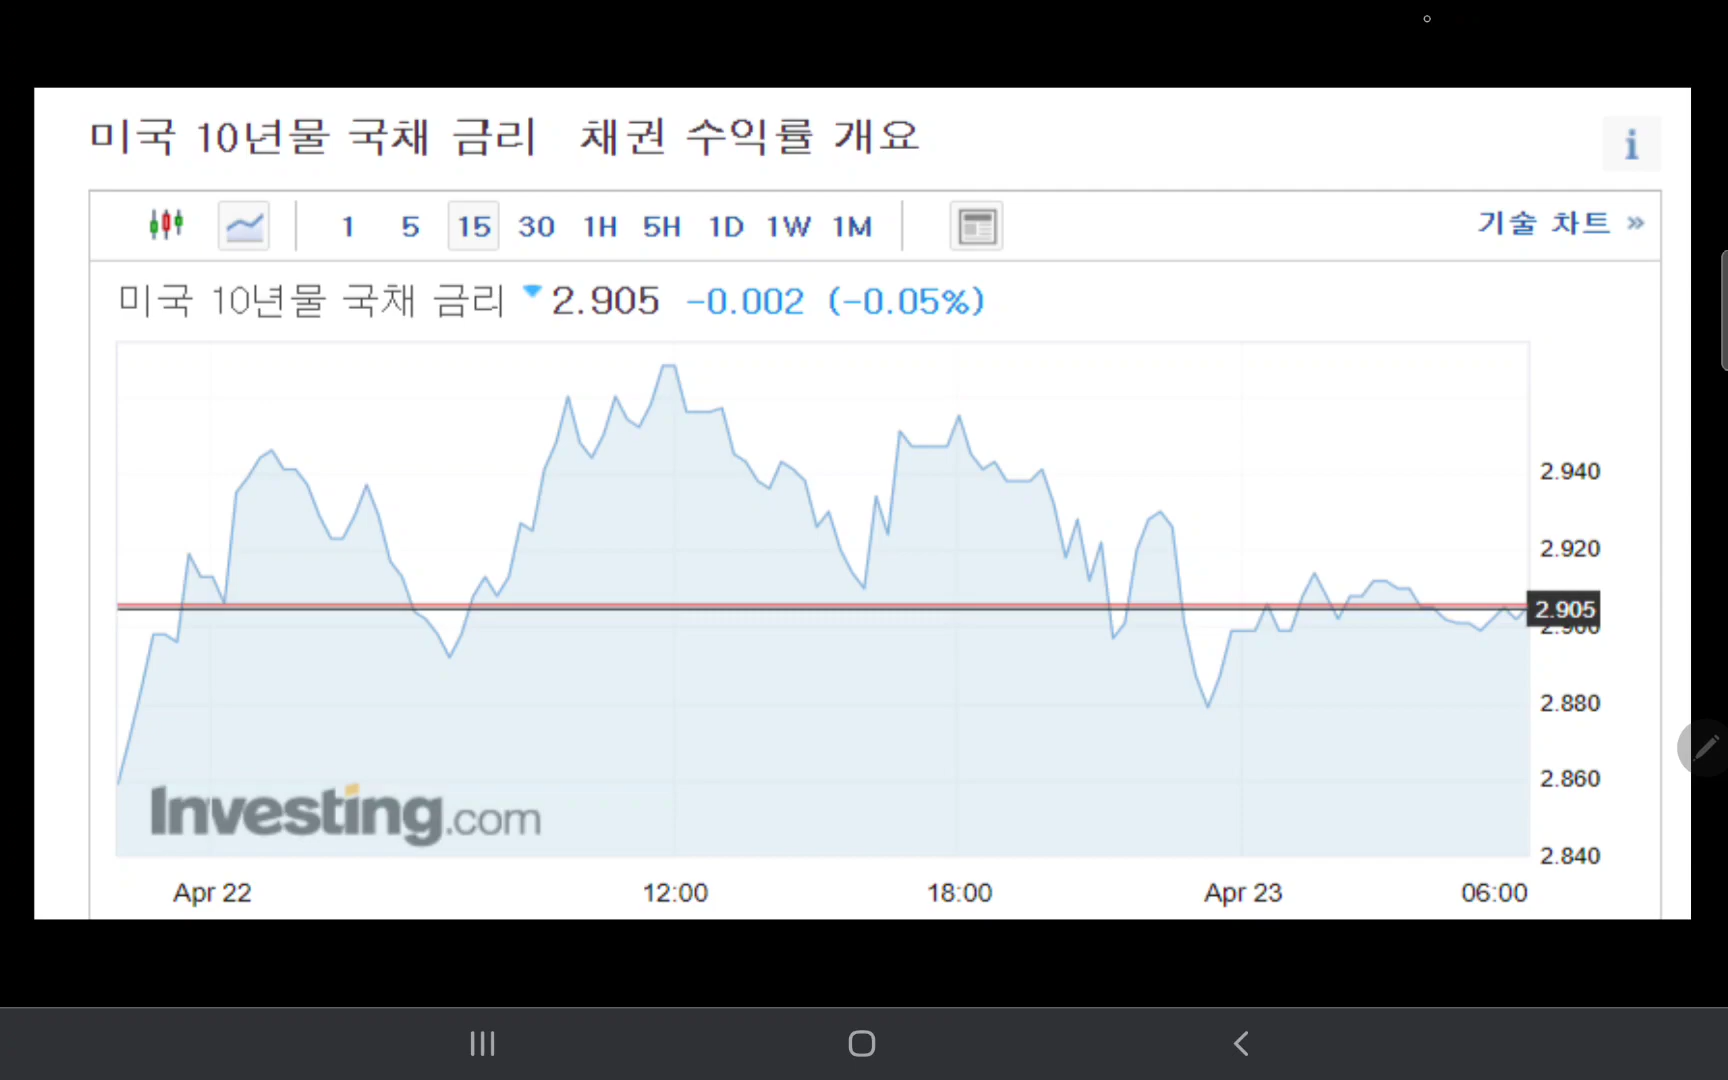 미국 10년물 국채 금리 채권 수익률 개요
i
1 5 15 30 1H 5H 1D 1W 1M
기술 차트 »
미국 10년물 국채 금리 2.905 -0.002 (-0.05%)
2.940
2.920
2.905
2.900
2.880
2.860
2.840
Investing.com
Apr 22 12:00 18:00 Apr 23 06:00